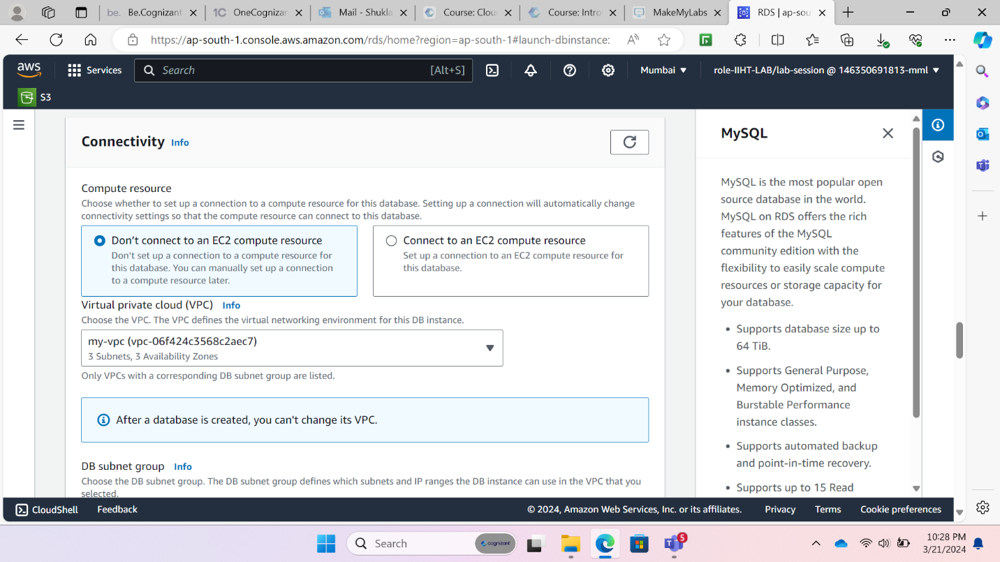 be. Be.Cognizant
1C OneCognizan
Mail - Shukla
Course: Clou
Course: Intro
MakeMyLabs
RDS | ap-sou
https://ap-south-1.console.aws.amazon.com/rds/home?region=ap-south-1#launch-dbinstance:
aws
Services
Search
[Alt+S]
Mumbai
role-IIHT-LAB/lab-session @ 146350691813-mml
S3
Connectivity Info
Compute resource
Choose whether to set up a connection to a compute resource for this database. Setting up a connection will automatically change
connectivity settings so that the compute resource can connect to this database.
Don't connect to an EC2 compute resource
Don't set up a connection to a compute resource for
this database. You can manually set up a connection
to a compute resource later.
Connect to an EC2 compute resource
Set up a connection to an EC2 compute resource for
this database.
Virtual private cloud (VPC) Info
Choose the VPC. The VPC defines the virtual networking environment for this DB instance.
my-vpc (vpc-06f424c3568c2aec7)
3 Subnets, 3 Availability Zones
Only VPCs with a corresponding DB subnet group are listed.
After a database is created, you can't change its VPC.
DB subnet group Info
Choose the DB subnet group. The DB subnet group defines which subnets and IP ranges the DB instance can use in the VPC that you
selected.
MySQL
MySQL is the most popular open
source database in the world.
MySQL on RDS offers the rich
features of the MySQL
community edition with the
flexibility to easily scale compute
resources or storage capacity for
your database.
• Supports database size up to
64 TiB.
• Supports General Purpose,
Memory Optimized, and
Burstable Performance
instance classes.
• Supports automated backup
and point-in-time recovery.
• Supports up to 15 Read
CloudShell
Feedback
© 2024, Amazon Web Services, Inc. or its affiliates.
Privacy
Terms
Cookie preferences
Search
cognizant
5
10:28 PM
3/21/2024